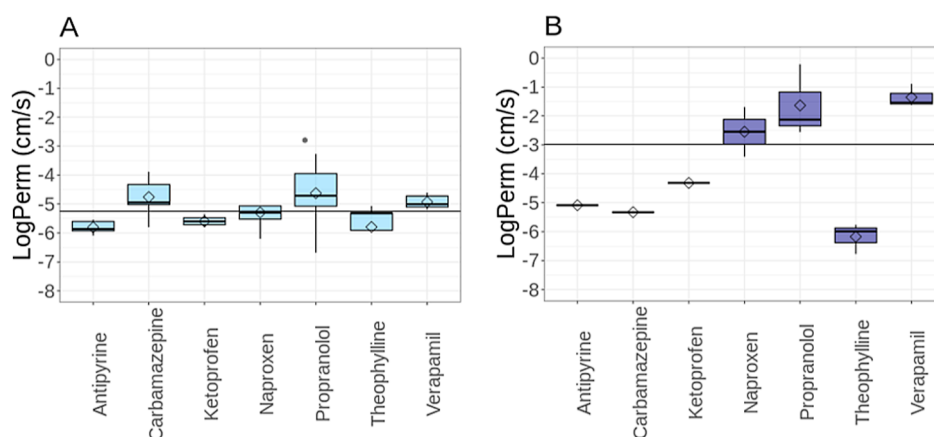 A
LogPerm (cm/s)
0
-1
-2
-3
-4
-5
-6
-7
-8
Antipyrine
Carbamazepine
Ketoprofen
Naproxen
Propranolol
Theophylline
Verapamil
B
LogPerm (cm/s)
0
-1
-2
-3
-4
-5
-6
-7
-8
Antipyrine
Carbamazepine
Ketoprofen
Naproxen
Propranolol
Theophylline
Verapamil